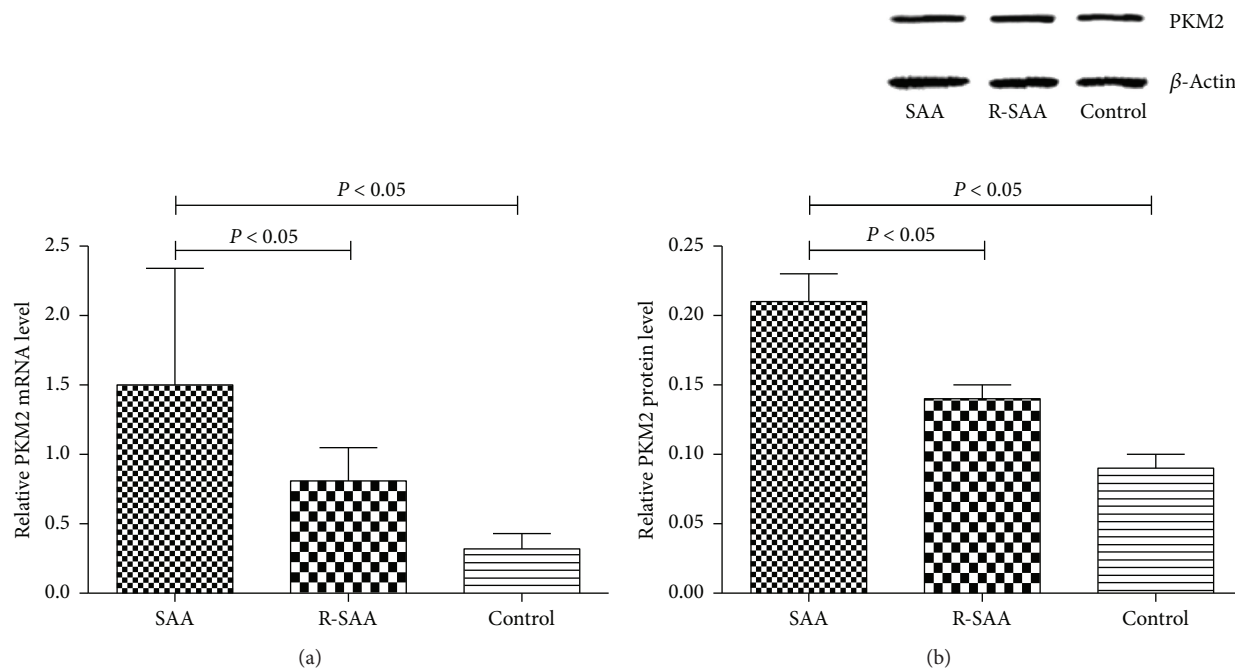 PKM2
β-Actin
SAA R-SAA Control
P < 0.05
P < 0.05
2.5
2.0
1.5
1.0
0.5
0.0
Relative PKM2 mRNA level
SAA R-SAA Control
(a)
P < 0.05
P < 0.05
0.25
0.20
0.15
0.10
0.05
0.00
Relative PKM2 protein level
SAA R-SAA Control
(b)